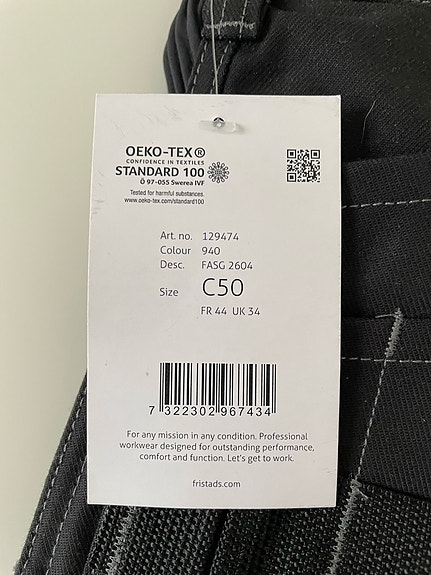 OEKO-TEX®
CONFIDENCE IN TEXTILES
STANDARD 100
Ö 97-055 Swerea IVF
Tested for harmful substances.
www.oeko-tex.com/standard100
Art. no. 129474
Colour 940
Desc. FASG 2604
Size C50
FR 44 UK 34
7 322302 967434
For any mission in any condition. Professional
workwear designed for outstanding performance,
comfort and function. Let's get to work.
fristads.com